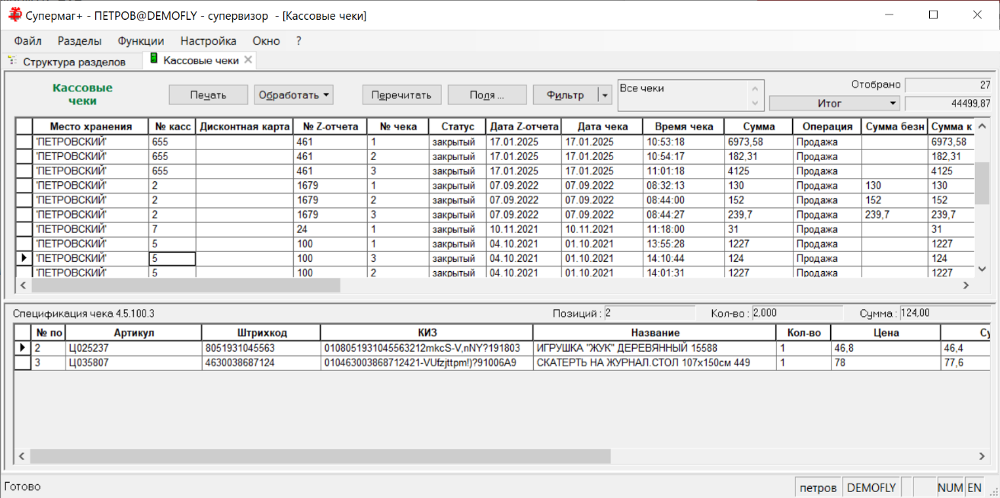 Супермаг+ - ПЕТРОВ@DEMOFLY - супервизор - [Кассовые чеки]
Файл Разделы Функции Настройка Окно ?
Структура разделов Кассовые чеки
Кассовые чеки Печать Обработать Перечитать Поля ... Фильтр Все чеки Отобрано 27
Итог 44499,87
Место хранения № касс Дисконтная карта № Z-отчета № чека Статус Дата Z-отчета Дата чека Время чека Сумма Операция Сумма безн Сумма к
'ПЕТРОВСКИЙ' 655 461 1 закрытый 17.01.2025 17.01.2025 10:53:18 6973,58 Продажа 6973,58
'ПЕТРОВСКИЙ' 655 461 2 закрытый 17.01.2025 17.01.2025 10:54:17 182,31 Продажа 182,31
'ПЕТРОВСКИЙ' 655 461 3 закрытый 17.01.2025 17.01.2025 11:01:18 4125 Продажа 4125
'ПЕТРОВСКИЙ' 2 1679 1 закрытый 07.09.2022 07.09.2022 08:32:13 130 Продажа 130 130
'ПЕТРОВСКИЙ' 2 1679 2 закрытый 07.09.2022 07.09.2022 08:44:00 152 Продажа 152 152
'ПЕТРОВСКИЙ' 2 1679 3 закрытый 07.09.2022 07.09.2022 08:44:27 239,7 Продажа 239,7 239,7
'ПЕТРОВСКИЙ' 7 24 1 закрытый 10.11.2021 10.11.2021 11:18:00 31 Продажа 31
'ПЕТРОВСКИЙ' 5 100 1 закрытый 04.10.2021 01.10.2021 13:55:28 1227 Продажа 1227
'ПЕТРОВСКИЙ' 5 100 3 закрытый 04.10.2021 01.10.2021 14:10:44 124 Продажа 124
'ПЕТРОВСКИЙ' 5 100 2 закрытый 04.10.2021 01.10.2021 14:01:31 1227 Продажа 1227
Спецификация чека 4.5.100.3 Позиций : 2 Кол-во : 2,000 Сумма : 124,00
№ по Артикул Штрихкод КИЗ Название Кол-во Цена Су
2 Ц025237 8051931045563 0108051931045563212mkcS-V,nNY?191803 ИГРУШКА "ЖУК" ДЕРЕВЯННЫЙ 15588 1 46,8 46,4
3 Ц035807 4630038687124 010463003868712421-VUfzjttpm!)?91006A9 СКАТЕРТЬ НА ЖУРНАЛ.СТОЛ 107х150см 449 1 78 77,6
Готово петров DEMOFLY NUM EN